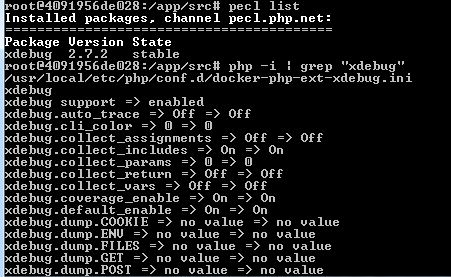 root@4091956de028:/app/src# pecl list
Installed packages, channel pecl.php.net:
=========================================
Package Version State
xdebug  2.7.2   stable
root@4091956de028:/app/src# php -i | grep "xdebug"
/usr/local/etc/php/conf.d/docker-php-ext-xdebug.ini
xdebug
xdebug support => enabled
xdebug.auto_trace => Off => Off
xdebug.cli_color => 0 => 0
xdebug.collect_assignments => Off => Off
xdebug.collect_includes => On => On
xdebug.collect_params => 0 => 0
xdebug.collect_return => Off => Off
xdebug.collect_vars => Off => Off
xdebug.coverage_enable => On => On
xdebug.default_enable => On => On
xdebug.dump.COOKIE => no value => no value
xdebug.dump.ENV => no value => no value
xdebug.dump.FILES => no value => no value
xdebug.dump.GET => no value => no value
xdebug.dump.POST => no value => no value